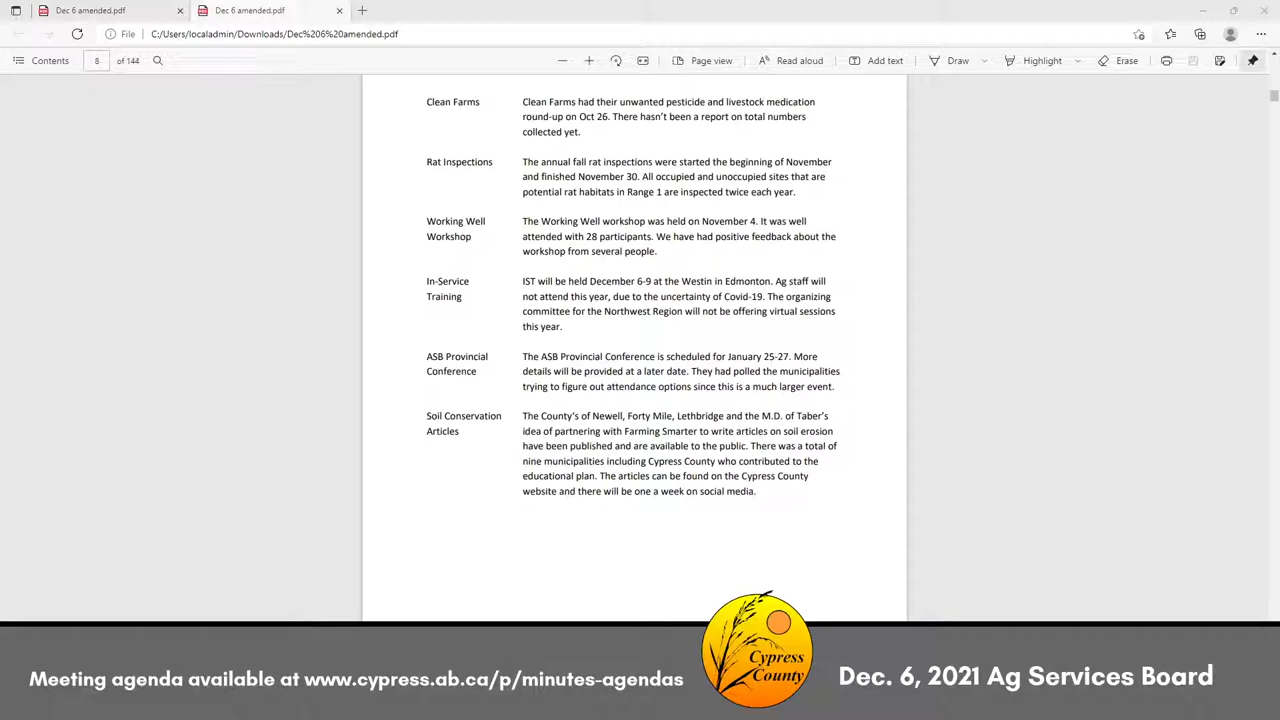 Dec 6 amended.pdf
Dec 6 amended.pdf
File
C:/Users/localadmin/Downloads/Dec%206%20amended.pdf
Contents
8
of 144
Page view
Read aloud
Add text
Draw
Highlight
Erase
Clean Farms
Clean Farms had their unwanted pesticide and livestock medication
round-up on Oct 26. There hasn't been a report on total numbers
collected yet.
Rat Inspections
The annual fall rat inspections were started the beginning of November
and finished November 30. All occupied and unoccupied sites that are
potential rat habitats in Range 1 are inspected twice each year.
Working Well
Workshop
The Working Well workshop was held on November 4. It was well
attended with 28 participants. We have had positive feedback about the
workshop from several people.
In-Service
Training
IST will be held December 6-9 at the Westin in Edmonton. Ag staff will
not attend this year, due to the uncertainty of Covid-19. The organizing
committee for the Northwest Region will not be offering virtual sessions
this year.
ASB Provincial
Conference
The ASB Provincial Conference is scheduled for January 25-27. More
details will be provided at a later date. They had polled the municipalities
trying to figure out attendance options since this is a much larger event.
Soil Conservation
Articles
The County's of Newell, Forty Mile, Lethbridge and the M.D. of Taber's
idea of partnering with Farming Smarter to write articles on soil erosion
have been published and are available to the public. There was a total of
nine municipalities including Cypress County who contributed to the
educational plan. The articles can be found on the Cypress County
website and there will be one a week on social media.
Meeting agenda available at www.cypress.ab.ca/p/minutes-agendas
Cypress
County
Dec. 6, 2021 Ag Services Board